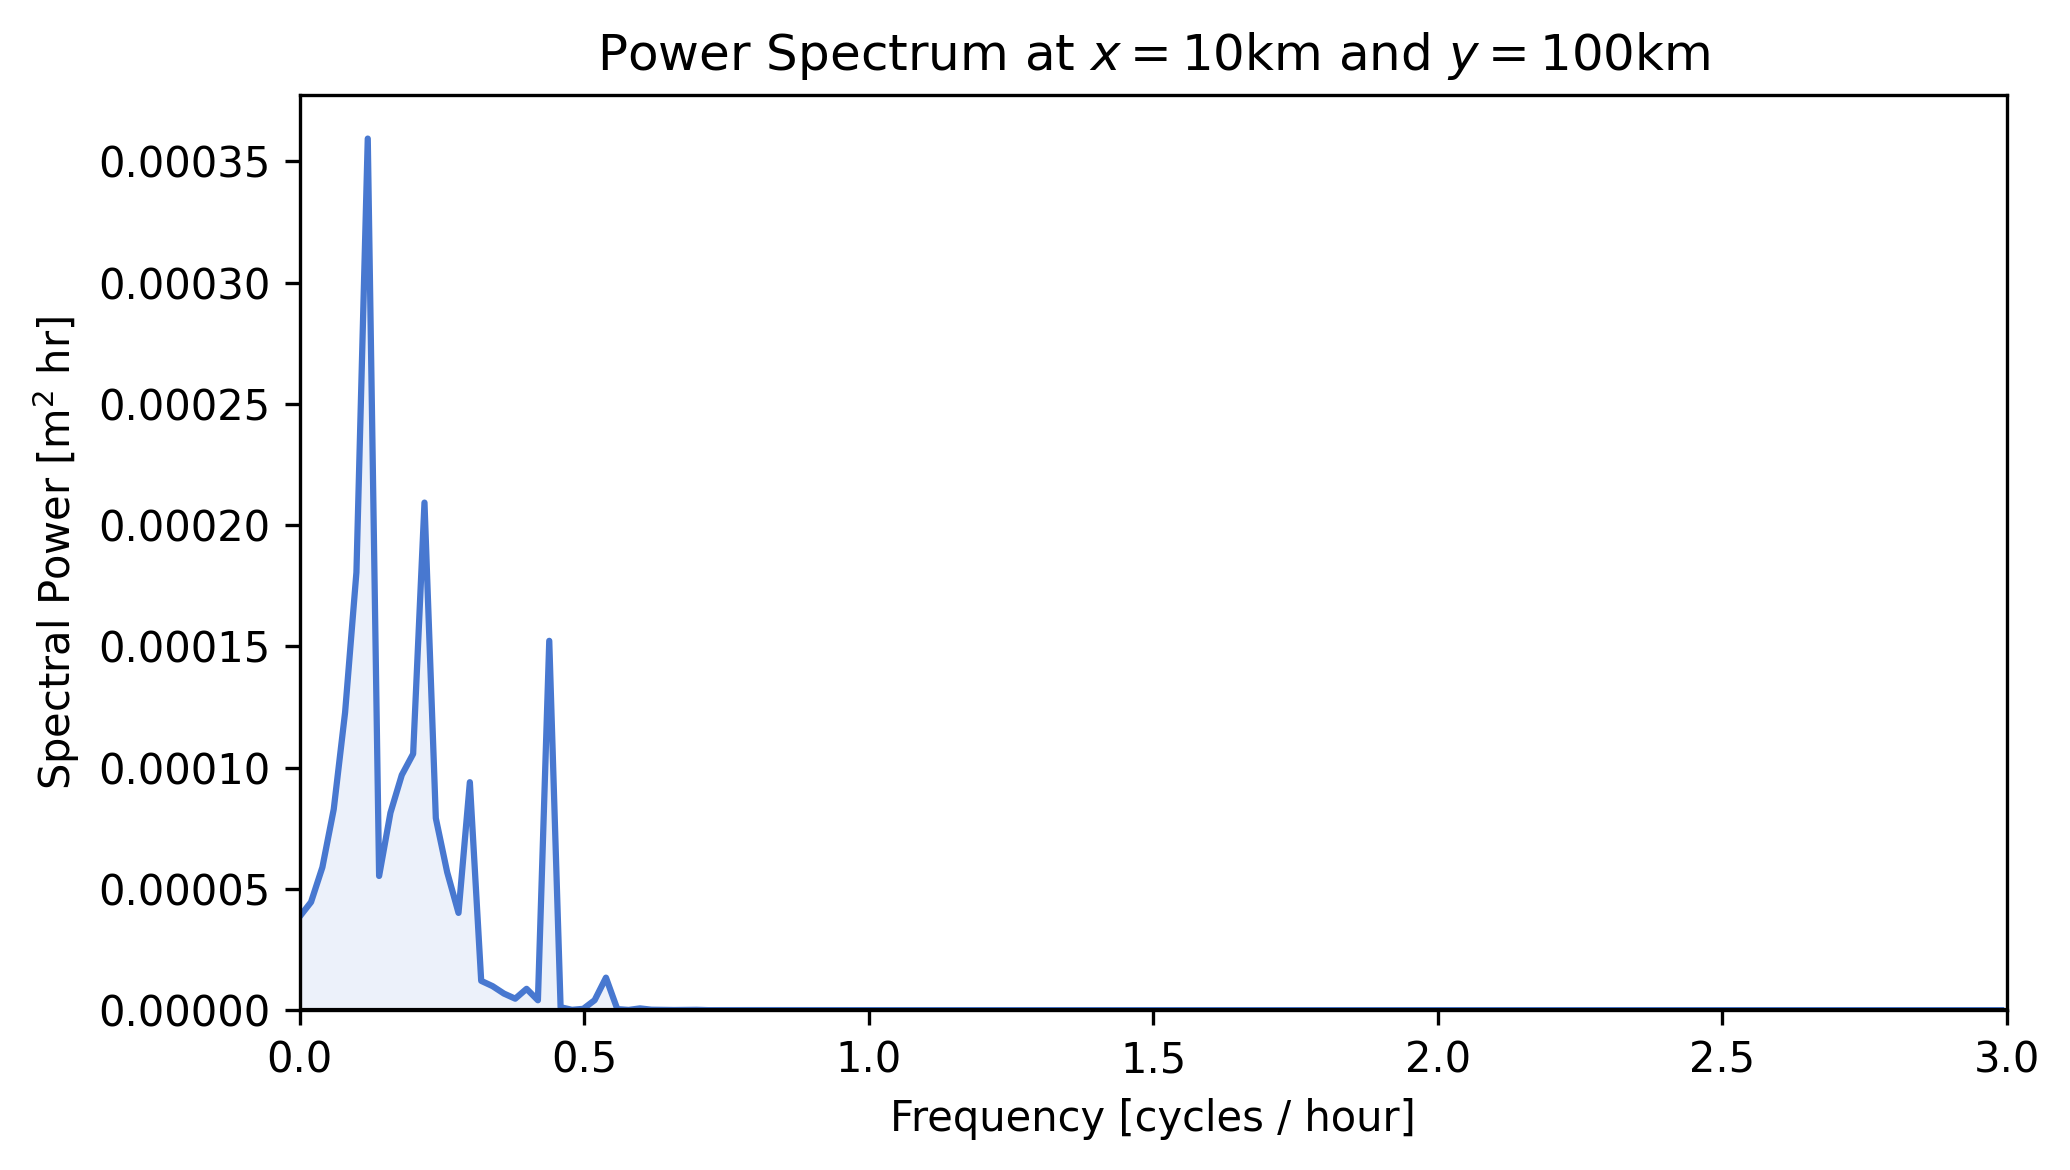 Power Spectrum at x = 10km and y = 100km
Spectral Power [m² hr]
0.00035
0.00030
0.00025
0.00020
0.00015
0.00010
0.00005
0.00000
0.0 0.5 1.0 1.5 2.0 2.5 3.0
Frequency [cycles / hour]